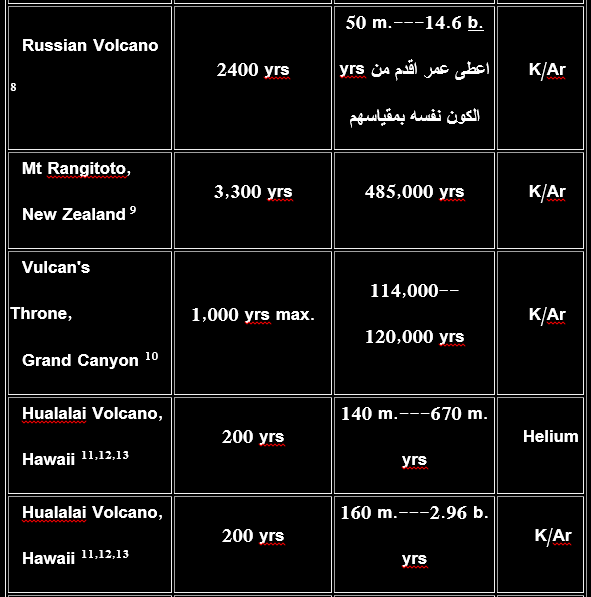 Russian Volcano
8
2400 yrs
50 m.---14.6 b.
yrs اعطى عمر اقدم من
الكون نفسه بمقياسهم
K/Ar
Mt Rangitoto,
New Zealand 9
3,300 yrs
485,000 yrs
K/Ar
Vulcan's
Throne,
Grand Canyon 10
1,000 yrs max.
114,000--
120,000 yrs
K/Ar
Hualalai Volcano,
Hawaii 11,12,13
200 yrs
140 m.---670 m.
yrs
Helium
Hualalai Volcano,
Hawaii 11,12,13
200 yrs
160 m.---2.96 b.
yrs
K/Ar